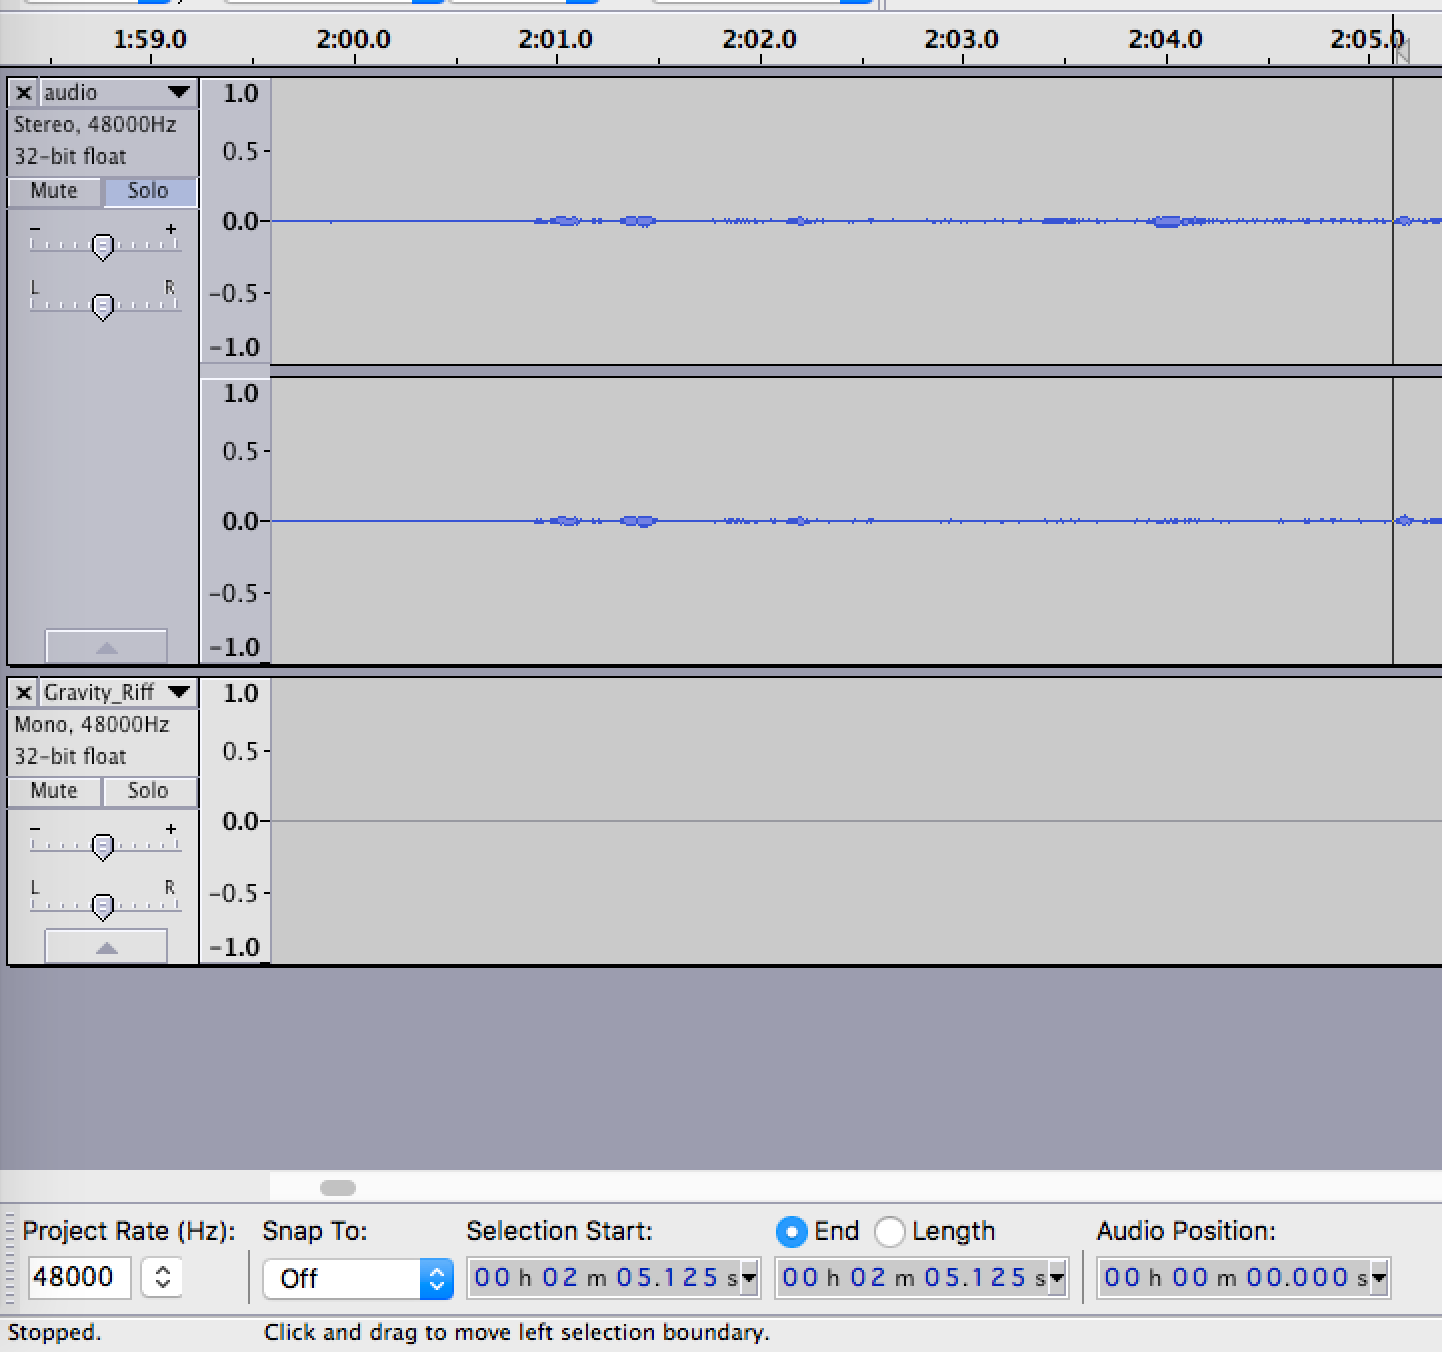 1:59.0 2:00.0 2:01.0 2:02.0 2:03.0 2:04.0 2:05.0
audio
Stereo, 48000Hz
32-bit float
Mute Solo
- +
L R
1.0
0.5
0.0
-0.5
-1.0
1.0
0.5
0.0
-0.5
-1.0
Gravity_Riff
Mono, 48000Hz
32-bit float
Mute Solo
- +
L R
1.0
0.5
0.0
-0.5
-1.0
Project Rate (Hz): Snap To: Selection Start: End Length Audio Position:
48000 Off 00 h 02 m 05.125 s 00 h 02 m 05.125 s 00 h 00 m 00.000 s
Stopped. Click and drag to move left selection boundary.